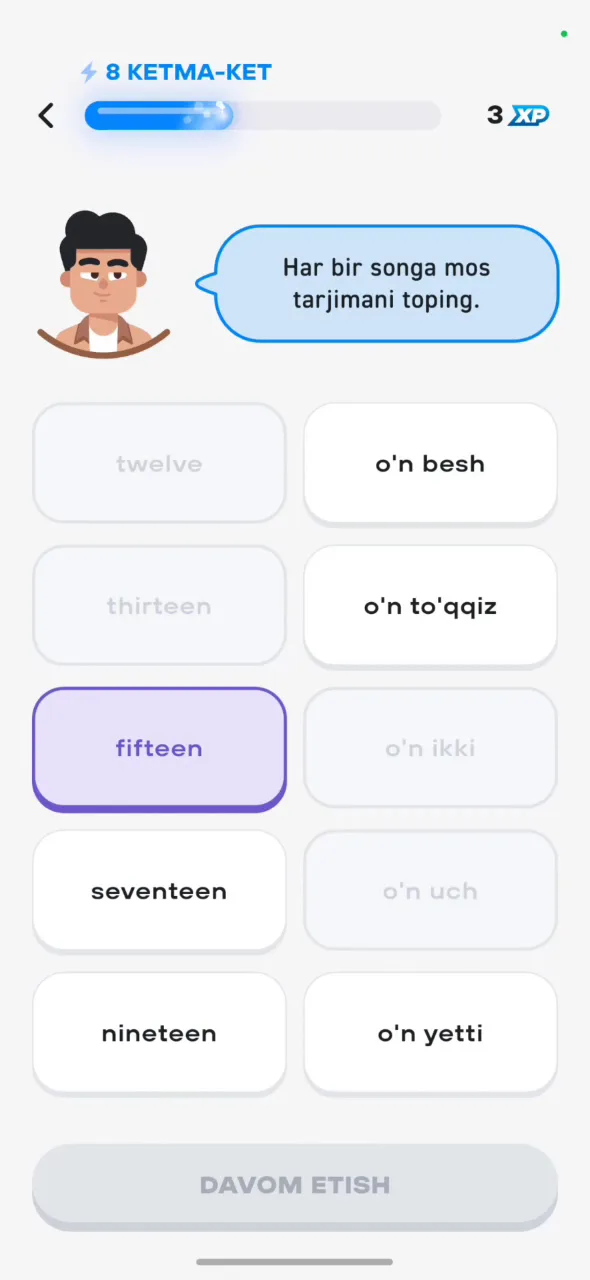 8 KETMA-KET
3 XP
Har bir songa mos
tarjimani toping.
twelve
o'n besh
thirteen
o'n to'qqiz
fifteen
o'n ikki
seventeen
o'n uch
nineteen
o'n yetti
DAVOM ETISH